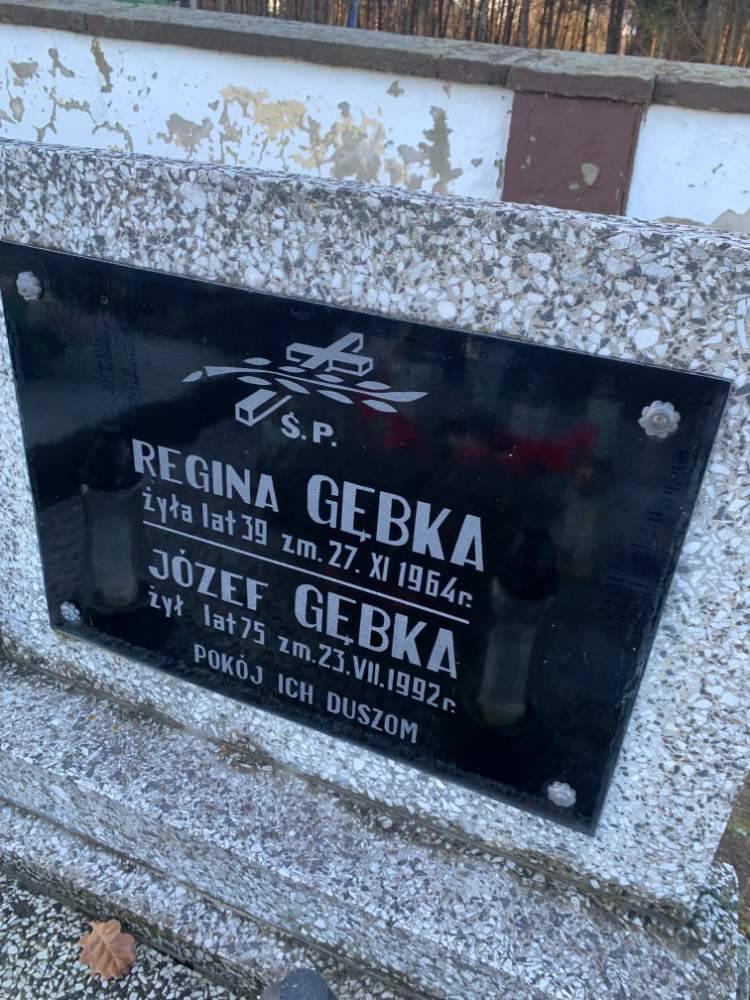 Ś.P.
REGINA GĘBKA
żyła lat 39 zm. 27. XI 1964r.
JÓZEF GĘBKA
żył lat 75 zm. 23. VII. 1992r.
POKÓJ ICH DUSZOM